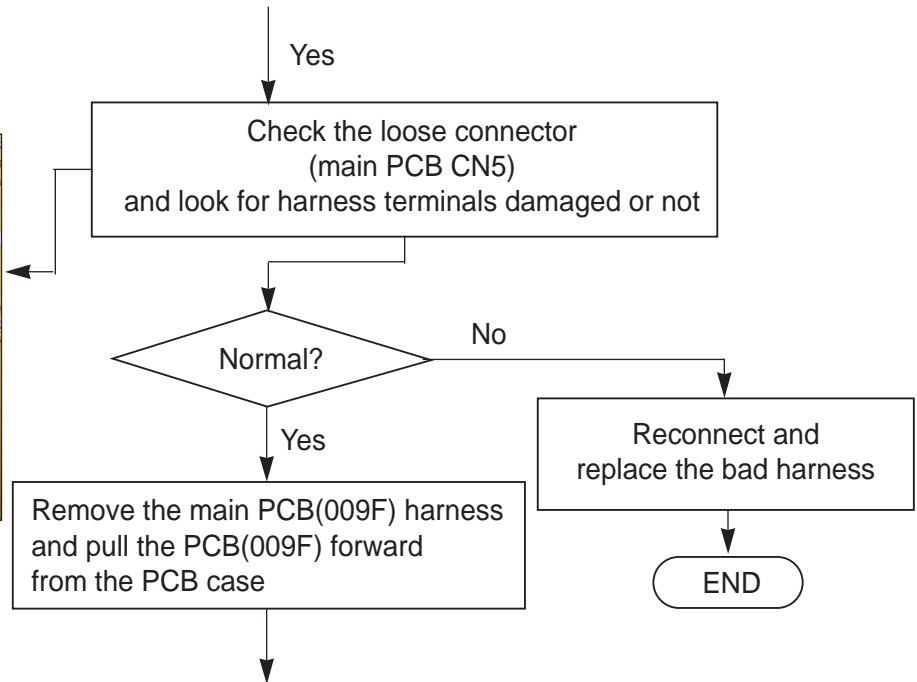 Yes
Check the loose connector
(main PCB CN5)
and look for harness terminals damaged or not
Normal?
No
Yes
Reconnect and
replace the bad harness
Remove the main PCB(009F) harness
and pull the PCB(009F) forward
from the PCB case
END